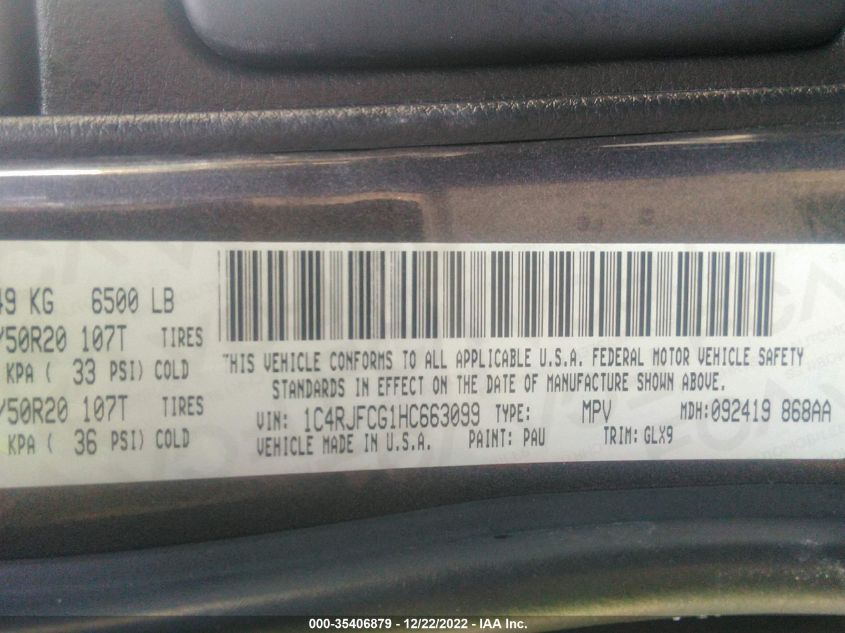 49 KG 6500 LB
/50R20 107T TIRES
KPA ( 33 PSI) COLD
/50R20 107T TIRES
KPA ( 36 PSI) COLD
THIS VEHICLE CONFORMS TO ALL APPLICABLE U.S.A. FEDERAL MOTOR VEHICLE SAFETY
STANDARDS IN EFFECT ON THE DATE OF MANUFACTURE SHOWN ABOVE.
VIN: 1C4RJFCG1HC663099 TYPE: MPV MDH:092419 868AA
VEHICLE MADE IN U.S.A. PAINT: PAU TRIM: GLX9
000-35406879 - 12/22/2022 - IAA Inc.